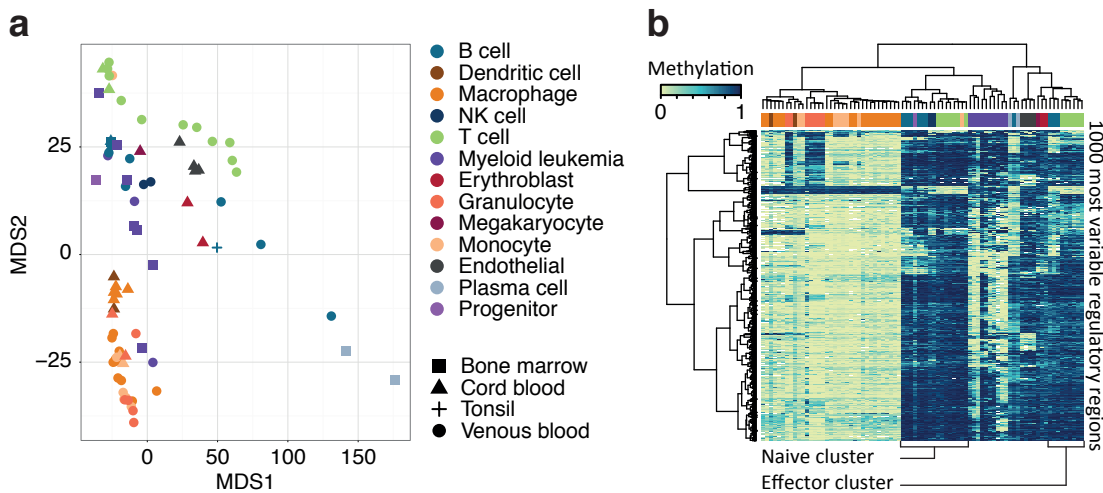 a
MDS2
25
0
−25
0
50
100
150
MDS1
B cell
Dendritic cell
Macrophage
NK cell
T cell
Myeloid leukemia
Erythroblast
Granulocyte
Megakaryocyte
Monocyte
Endothelial
Plasma cell
Progenitor
Bone marrow
Cord blood
Tonsil
Venous blood
b
Methylation
0 1
1000 most variable regulatory regions
Naive cluster
Effector cluster